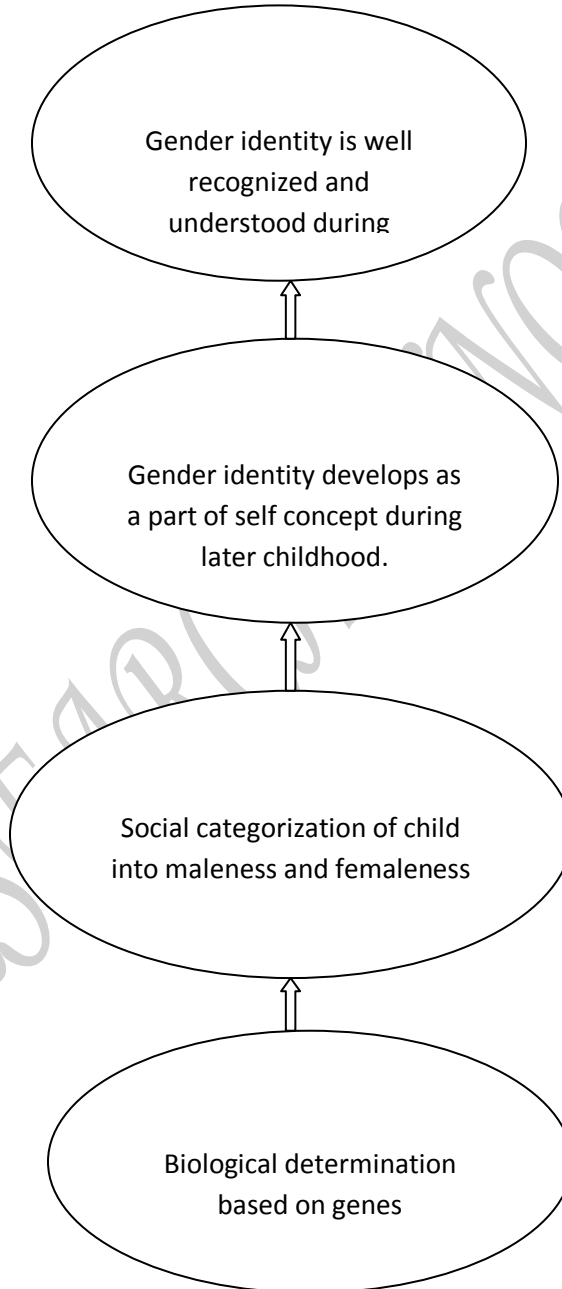 Gender identity is well
recognized and
understood during
Gender identity develops as
a part of self concept during
later childhood.
Social categorization of child
into maleness and femaleness
Biological determination
based on genes